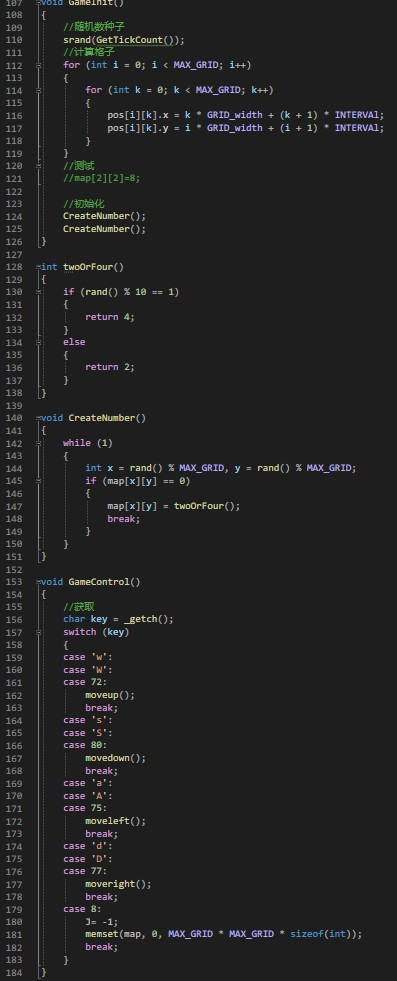 107 void GameInit()
108 {
109 //随机数种子
110 srand(GetTickCount());
111 //计算格子
112 for (int i = 0; i < MAX_GRID; i++)
113 {
114 for (int k = 0; k < MAX_GRID; k++)
115 {
116 pos[i][k].x = k * GRID_width + (k + 1) * INTERVAl;
117 pos[i][k].y = i * GRID_width + (i + 1) * INTERVAl;
118 }
119 }
120 //测试
121 //map[2][2]=8;
122
123 //初始化
124 CreateNumber();
125 CreateNumber();
126 }
127
128 int twoOrFour()
129 {
130 if (rand() % 10 == 1)
131 {
132 return 4;
133 }
134 else
135 {
136 return 2;
137 }
138 }
139
140 void CreateNumber()
141 {
142 while (1)
143 {
144 int x = rand() % MAX_GRID, y = rand() % MAX_GRID;
145 if (map[x][y] == 0)
146 {
147 map[x][y] = twoOrFour();
148 break;
149 }
150 }
151 }
152
153 void GameControl()
154 {
155 //获取
156 char key = _getch();
157 switch (key)
158 {
159 case 'w':
160 case 'W':
161 case 72:
162 moveup();
163 break;
164 case 's':
165 case 'S':
166 case 80:
167 movedown();
168 break;
169 case 'a':
170 case 'A':
171 case 75:
172 moveleft();
173 break;
174 case 'd':
175 case 'D':
176 case 77:
177 moveright();
178 break;
179 case 8:
180 J= -1;
181 memset(map, 0, MAX_GRID * MAX_GRID * sizeof(int));
182 break;
183 }
184 }